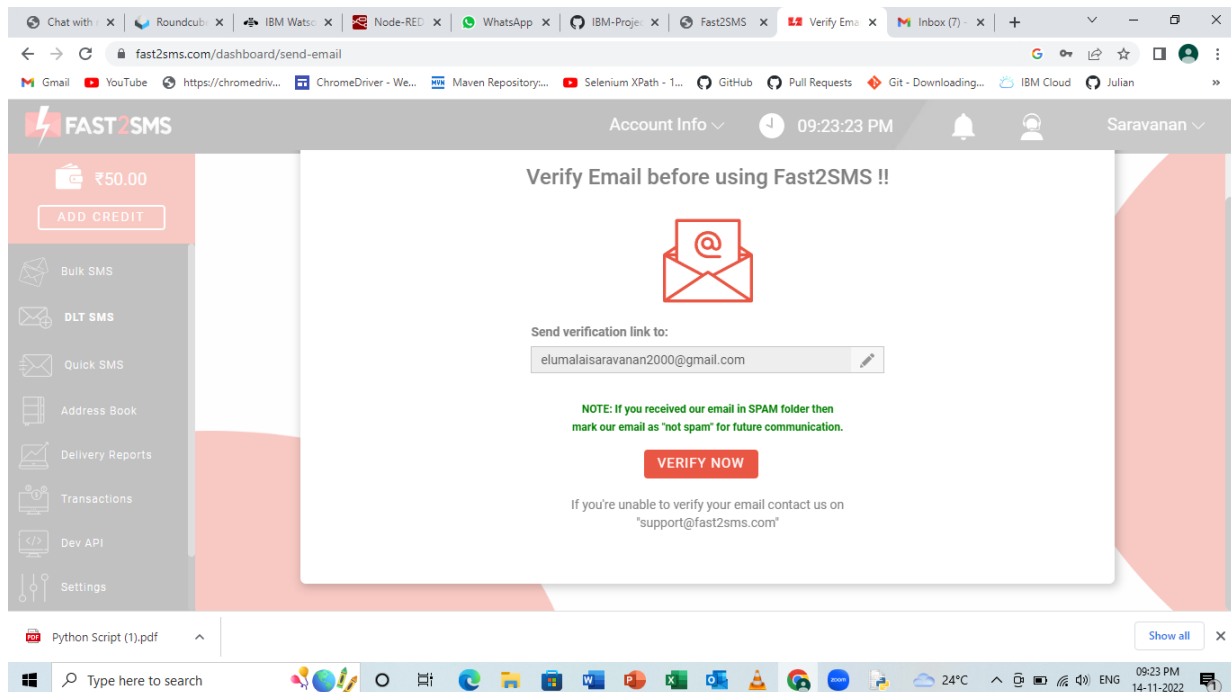 Chat with s
Roundcub
IBM Watso
Node-RED
WhatsApp
IBM-Projec
Fast2SMS
Verify Ema
Inbox (7) -
fast2sms.com/dashboard/send-email
Gmail
YouTube
https://chromedriv...
ChromeDriver - We...
Maven Repository:...
Selenium XPath - 1...
GitHub
Pull Requests
Git - Downloading...
IBM Cloud
Julian
»
FAST2SMS
Account Info
09:23:23 PM
Saravanan
₹50.00
ADD CREDIT
Bulk SMS
DLT SMS
Quick SMS
Address Book
Delivery Reports
Transactions
Dev API
Settings
Verify Email before using Fast2SMS !!
@
Send verification link to:
elumalaisaravanan2000@gmail.com
NOTE: If you received our email in SPAM folder then
mark our email as "not spam" for future communication.
VERIFY NOW
If you're unable to verify your email contact us on
"support@fast2sms.com"
Python Script (1).pdf
Show all
Type here to search
24°C
ENG
09:23 PM
14-11-2022